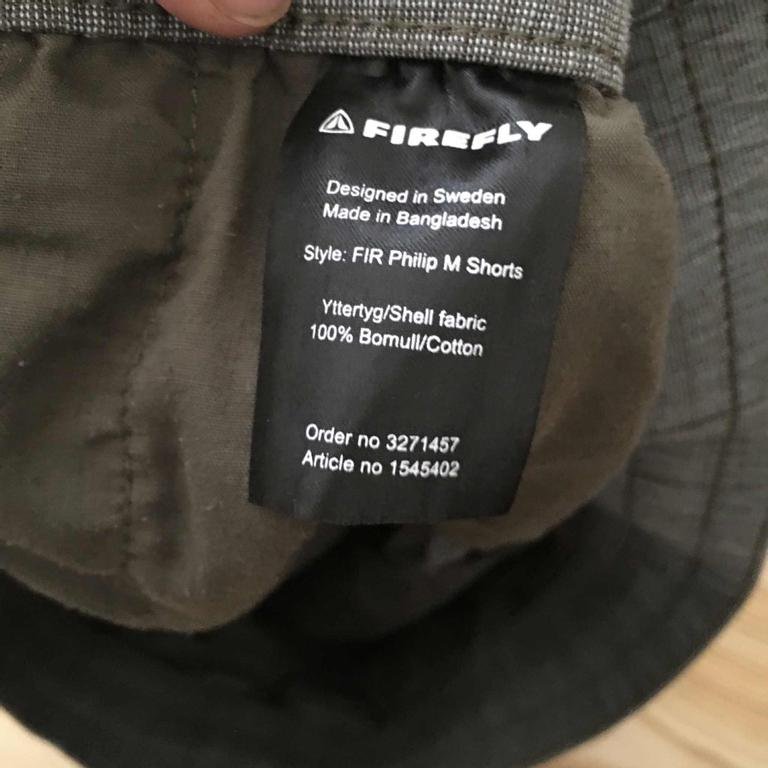 FIREFLY
Designed in Sweden
Made in Bangladesh
Style: FIR Philip M Shorts
Yttertyg/Shell fabric
100% Bomull/Cotton
Order no 3271457
Article no 1545402